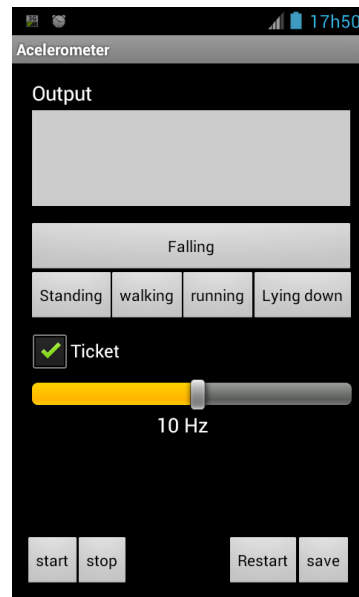 17h50
Acelerometer
Output
Falling
Standing walking running Lying down
Ticket
10 Hz
start stop Restart save